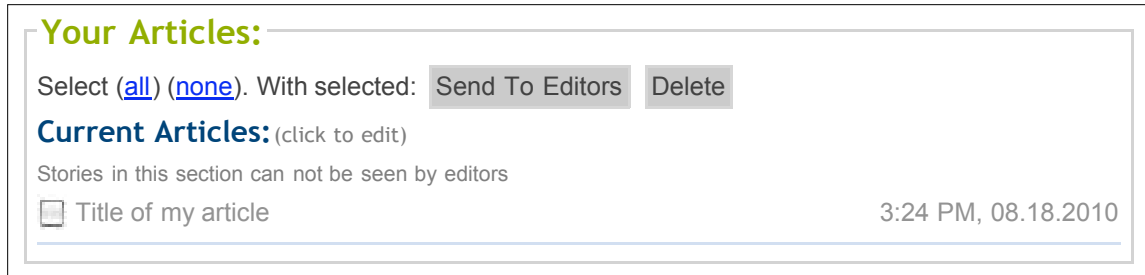 Your Articles:
Select (all) (none). With selected: Send To Editors Delete
Current Articles: (click to edit)
Stories in this section can not be seen by editors
Title of my article 3:24 PM, 08.18.2010